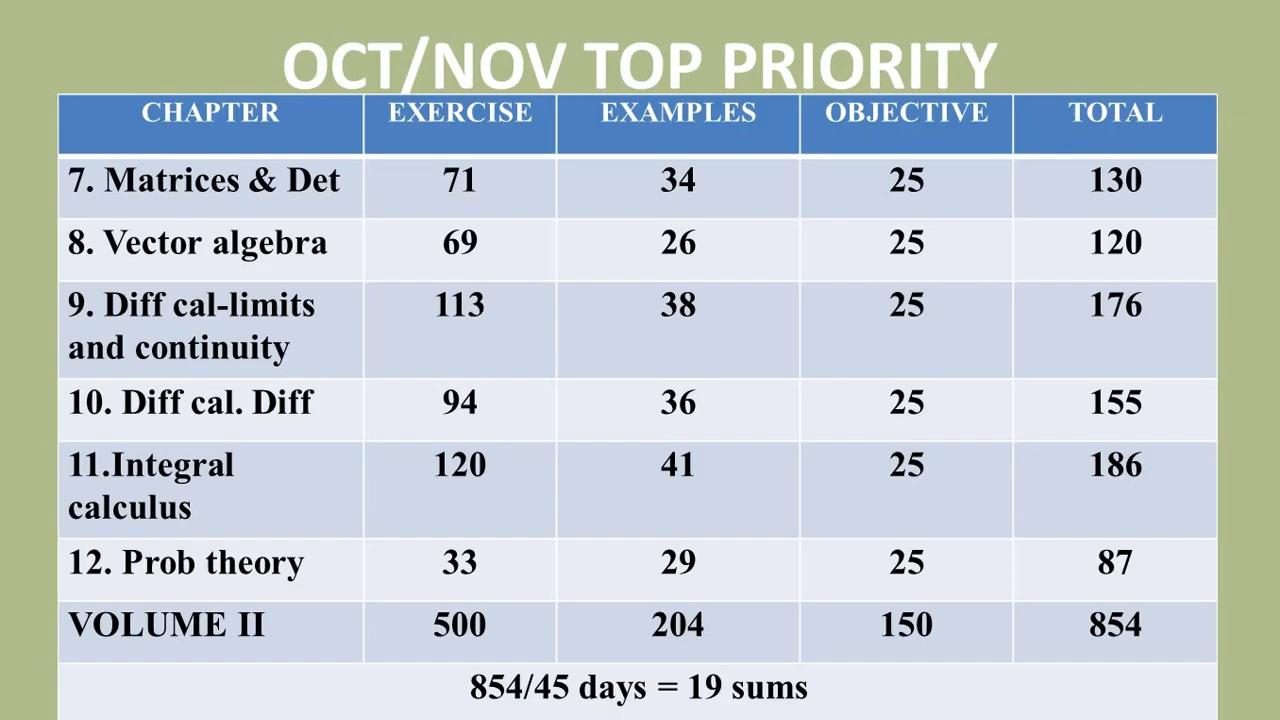 OCT/NOV TOP PRIORITY
CHAPTER EXERCISE EXAMPLES OBJECTIVE TOTAL
7. Matrices & Det 71 34 25 130
8. Vector algebra 69 26 25 120
9. Diff cal-limits 113 38 25 176
and continuity
10. Diff cal. Diff 94 36 25 155
11.Integral 120 41 25 186
calculus
12. Prob theory 33 29 25 87
VOLUME II 500 204 150 854
854/45 days = 19 sums